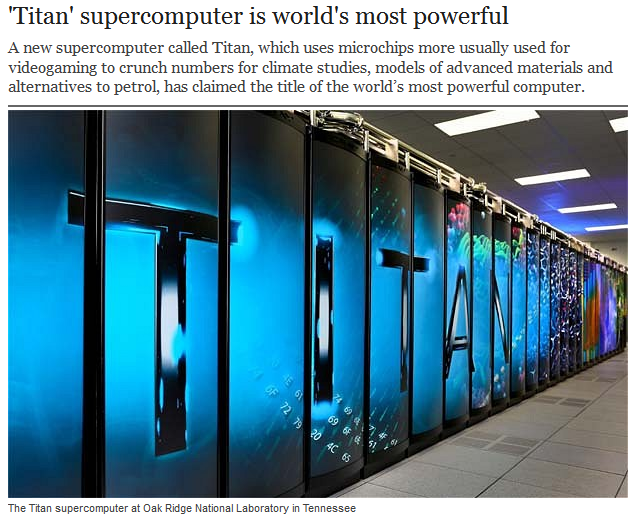 'Titan' supercomputer is world's most powerful
A new supercomputer called Titan, which uses microchips more usually used for
videogaming to crunch numbers for climate studies, models of advanced materials and
alternatives to petrol, has claimed the title of the world’s most powerful computer.
TITAN
The Titan supercomputer at Oak Ridge National Laboratory in Tennessee